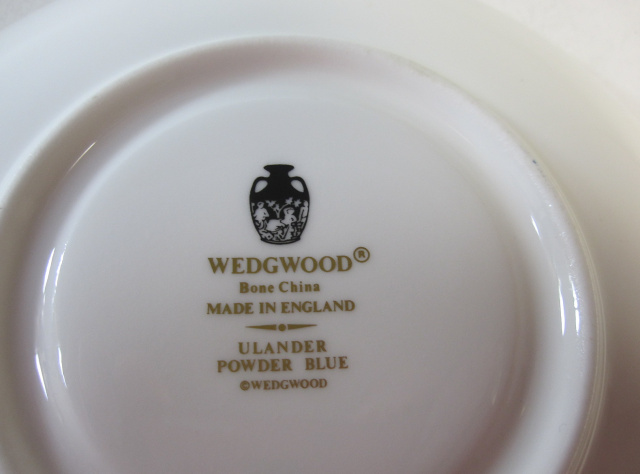 WEDGWOOD®
Bone China
MADE IN ENGLAND
ULANDER
POWDER BLUE
©WEDGWOOD